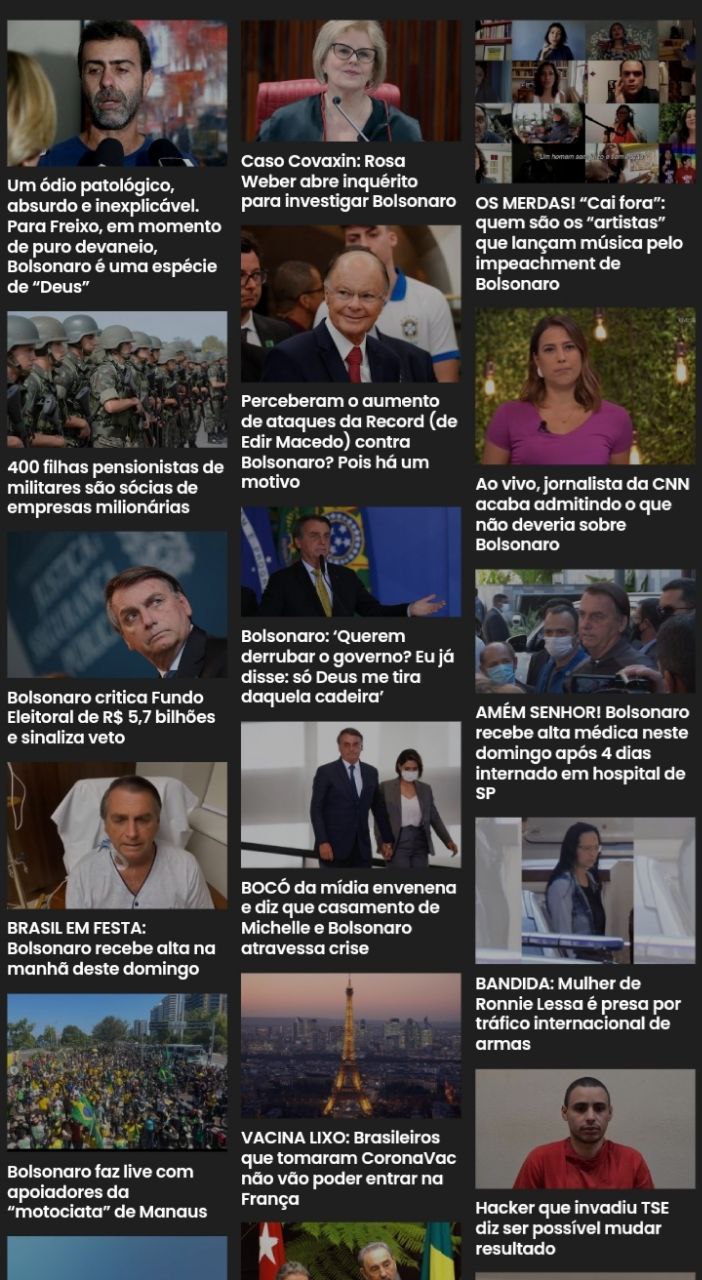 Um ódio patológico,
absurdo e inexplicável.
Para Freixo, em momento
de puro devaneio,
Bolsonaro é uma espécie
de “Deus”
400 filhas pensionistas de
militares são sócias de
empresas milionárias
Bolsonaro critica Fundo
Eleitoral de R$ 5,7 bilhões
e sinaliza veto
BRASIL EM FESTA:
Bolsonaro recebe alta na
manhã deste domingo
Bolsonaro faz live com
apoiadores da
“motociata” de Manaus
Caso Covaxin: Rosa
Weber abre inquérito
para investigar Bolsonaro
Perceberam o aumento
de ataques da Record (de
Edir Macedo) contra
Bolsonaro? Pois há um
motivo
Bolsonaro: ‘Querem
derrubar o governo? Eu já
disse: só Deus me tira
daquela cadeira’
BOCÓ da mídia envenena
e diz que casamento de
Michelle e Bolsonaro
atravessa crise
VACINA LIXO: Brasileiros
que tomaram CoronaVac
não vão poder entrar na
França
OS MERDAS! “Cai fora”:
quem são os “artistas”
que lançam música pelo
impeachment de
Bolsonaro
Ao vivo, jornalista da CNN
acaba admitindo o que
não deveria sobre
Bolsonaro
AMÉM SENHOR! Bolsonaro
recebe alta médica neste
domingo após 4 dias
internado em hospital de
SP
BANDIDA: Mulher de
Ronnie Lessa é presa por
tráfico internacional de
armas
Hacker que invadiu TSE
diz ser possível mudar
resultado